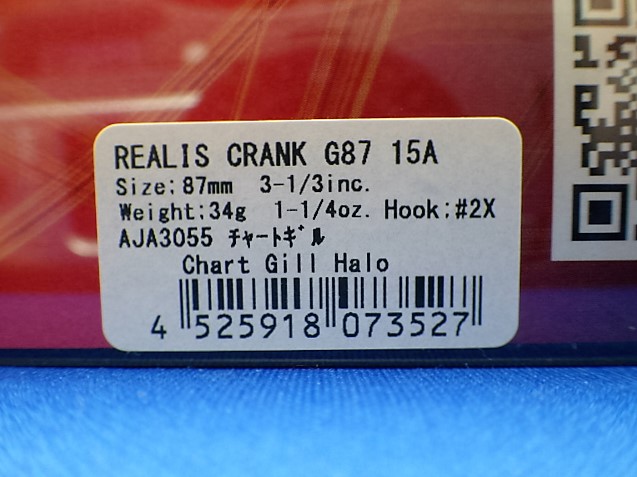 REALIS CRANK G87 15A
Size:87mm 3-1/3inc.
Weight:34g 1-1/4oz. Hook:#2X
AJA3055 ﾁｬｰﾄｷﾞﾙ
Chart Gill Halo
4 525918 073527